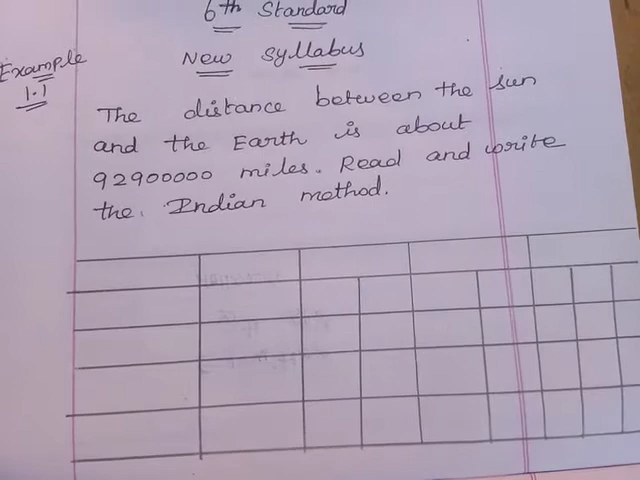 6th Standard
New Syllabus
Example
1.1
The distance between the sun
and the Earth is about
92900000 miles. Read and write
the. Indian method.